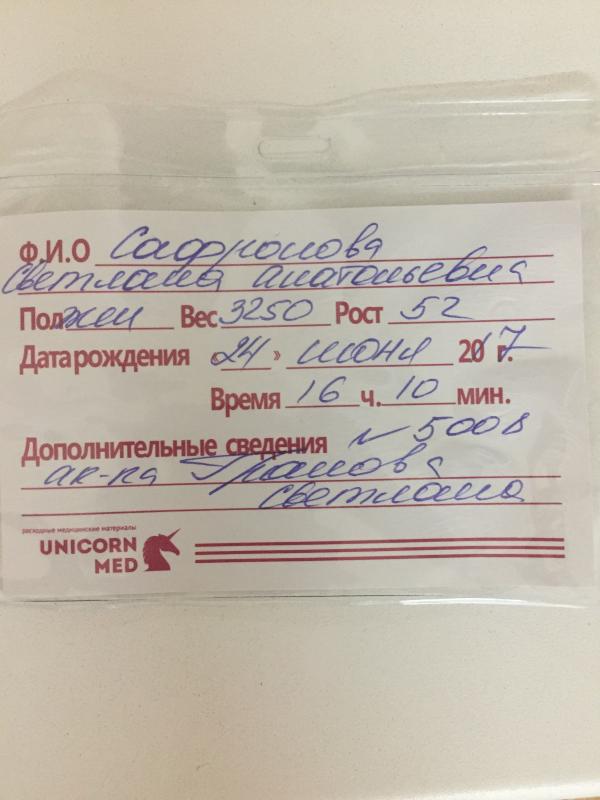 Ф.И.О Сафронова
Светлана Анатольевна
Пол жен Вес 3250 Рост 52
Дата рождения «24» июня 2017 г.
Время 16 ч. 10 мин.
Дополнительные сведения № 5008
ак-ка Громова
Светлана
расходные медицинские материалы
UNICORN
MED